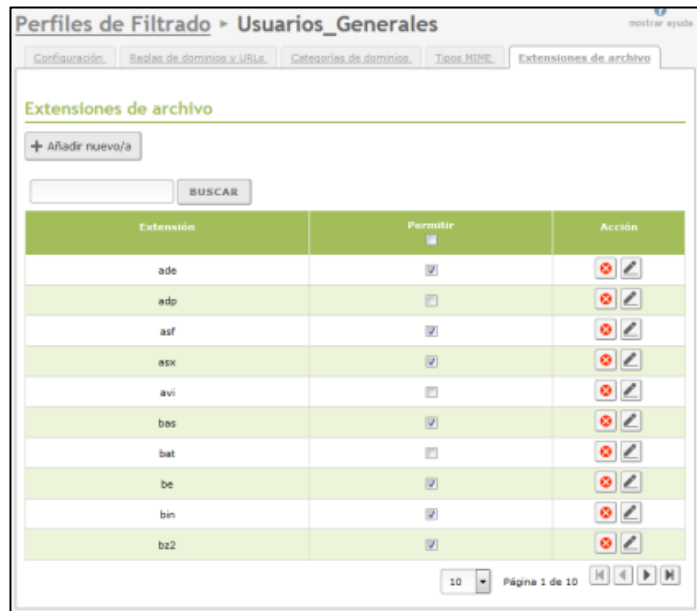 Perfiles de Filtrado ▸ Usuarios_Generales
mostrar ayuda
Configuración Reglas de dominios y URLs Categorías de dominios Tipos MIME Extensiones de archivo
Extensiones de archivo
+ Añadir nuevo/a
BUSCAR
Extensión Permitir Acción
ade
adp
asf
asx
avi
bas
bat
be
bin
bz2
10 Página 1 de 10